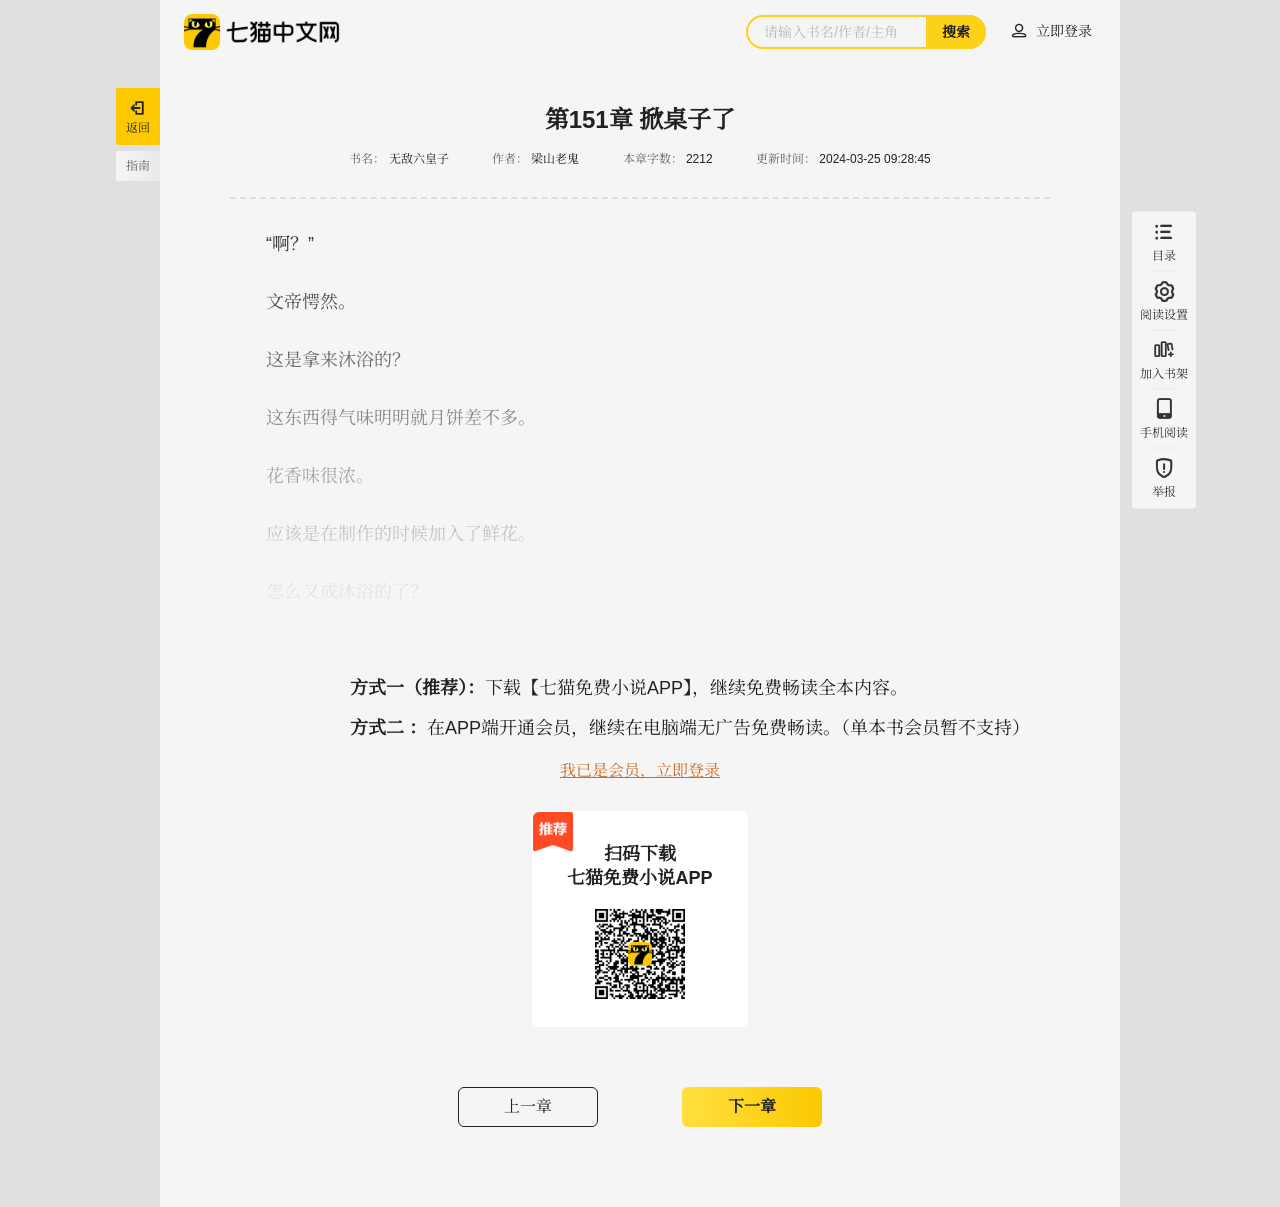 七猫中文网
请输入书名/作者/主角
搜索
立即登录
返回
指南
第151章 掀桌子了
书名： 无敌六皇子 作者： 梁山老鬼 本章字数： 2212 更新时间： 2024-03-25 09:28:45
“啊？”
文帝愕然。
这是拿来沐浴的？
这东西得气味明明就月饼差不多。
花香味很浓。
应该是在制作的时候加入了鲜花。
怎么又成沐浴的了？
目录
阅读设置
加入书架
手机阅读
举报
方式一（推荐）：下载【七猫免费小说APP】，继续免费畅读全本内容。
方式二 ： 在APP端开通会员，继续在电脑端无广告免费畅读。（单本书会员暂不支持）
我已是会员，立即登录
推荐
扫码下载
七猫免费小说APP
上一章
下一章